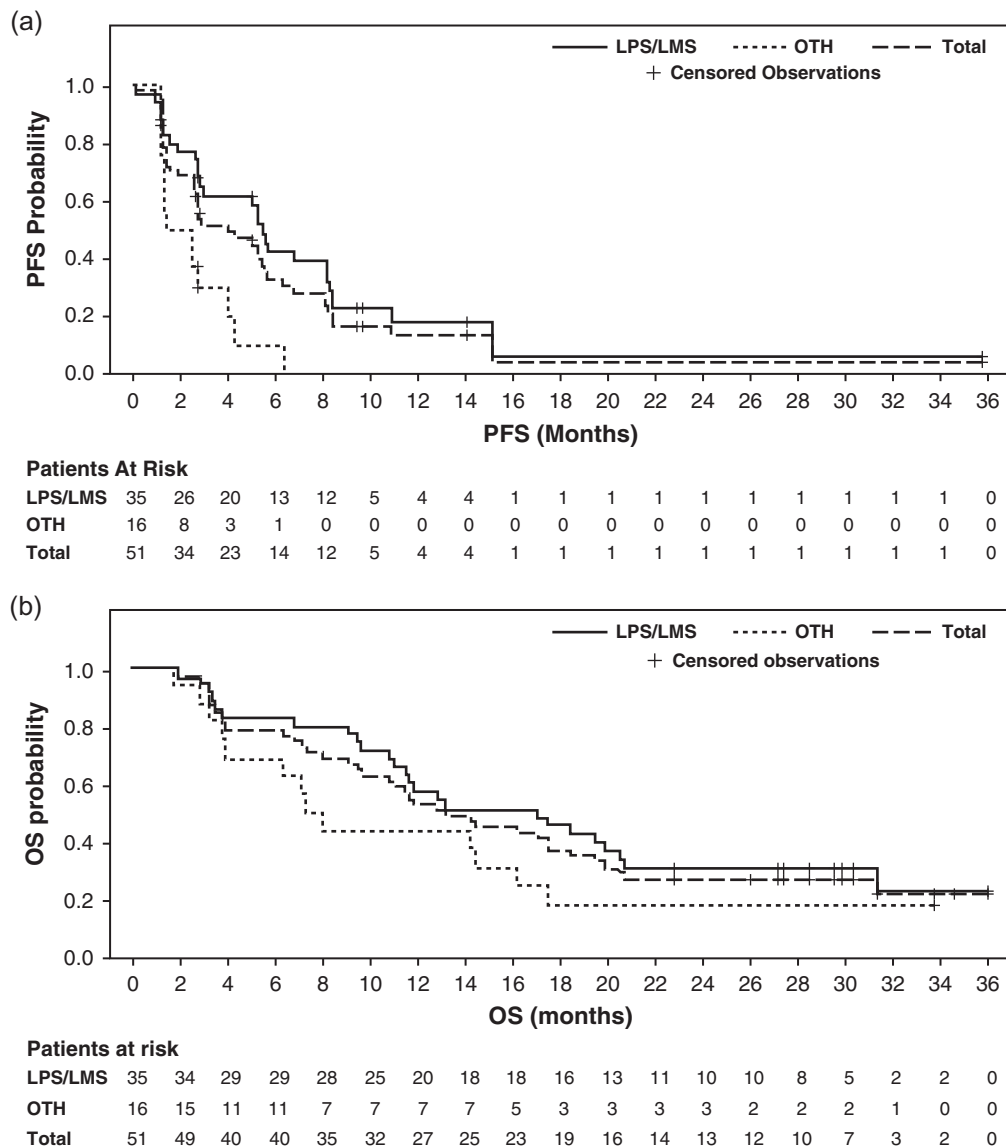 (a)
LPS/LMS OTH Total
+ Censored Observations
1.0
0.8
0.6
0.4
0.2
0.0
PFS Probability
0 2 4 6 8 10 12 14 16 18 20 22 24 26 28 30 32 34 36
PFS (Months)
Patients At Risk
LPS/LMS 35 26 20 13 12 5 4 4 1 1 1 1 1 1 1 1 1 1 0
OTH 16 8 3 1 0 0 0 0 0 0 0 0 0 0 0 0 0 0 0
Total 51 34 23 14 12 5 4 4 1 1 1 1 1 1 1 1 1 1 0
(b)
LPS/LMS OTH Total
+ Censored observations
1.0
0.8
0.6
0.4
0.2
0.0
OS probability
0 2 4 6 8 10 12 14 16 18 20 22 24 26 28 30 32 34 36
OS (months)
Patients at risk
LPS/LMS 35 34 29 29 28 25 20 18 18 16 13 11 10 10 8 5 2 2 0
OTH 16 15 11 11 7 7 7 7 5 3 3 3 3 2 2 2 1 0 0
Total 51 49 40 40 35 32 27 25 23 19 16 14 13 12 10 7 3 2 0